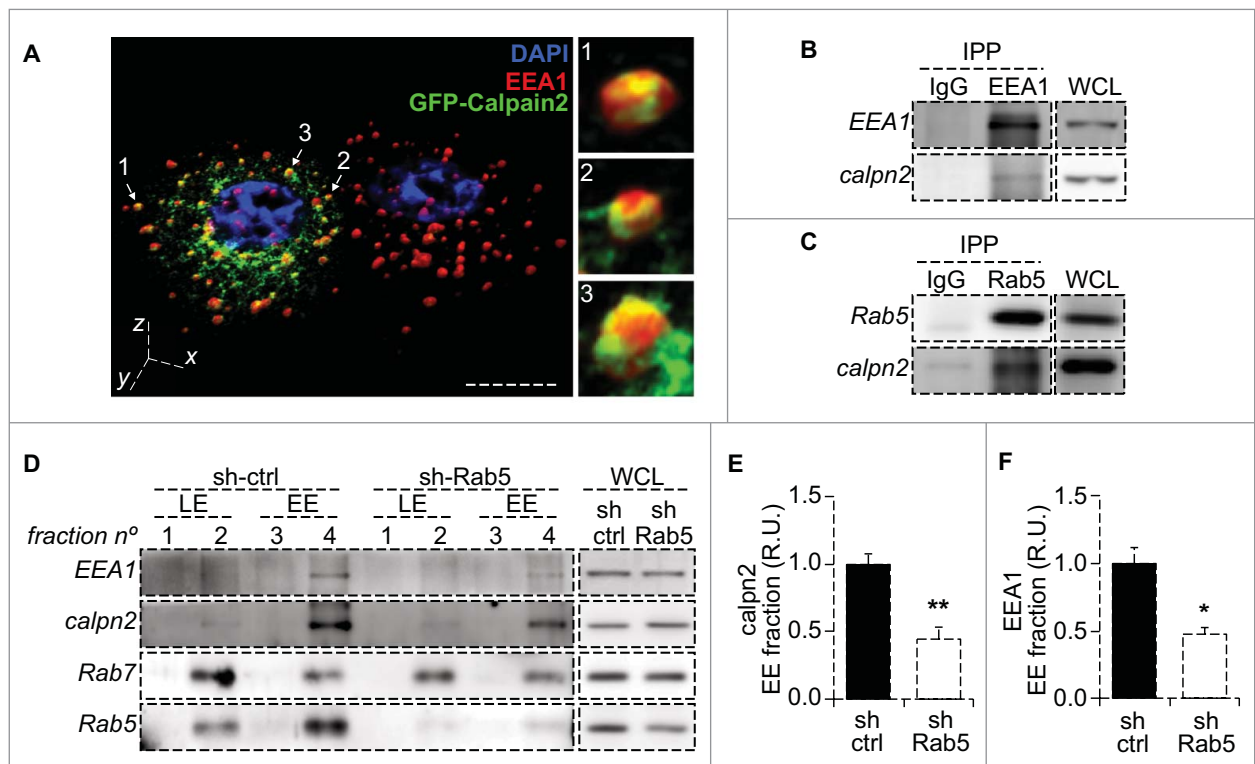 A
DAPI
EEA1
GFP-Calpain2
1
2
3
z
x
y
1
2
3
B
IPP
IgG EEA1 WCL
EEA1
calpn2
C
IPP
IgG Rab5 WCL
Rab5
calpn2
D
sh-ctrl sh-Rab5 WCL
LE EE LE EE sh sh
fraction nº 1 2 3 4 1 2 3 4 ctrl Rab5
EEA1
calpn2
Rab7
Rab5
E
calpn2
EE fraction (R.U.)
1.5
1.0
0.5
0.0
**
sh sh
ctrl Rab5
F
EEA1
EE fraction (R.U.)
1.5
1.0
0.5
0.0
*
sh sh
ctrl Rab5